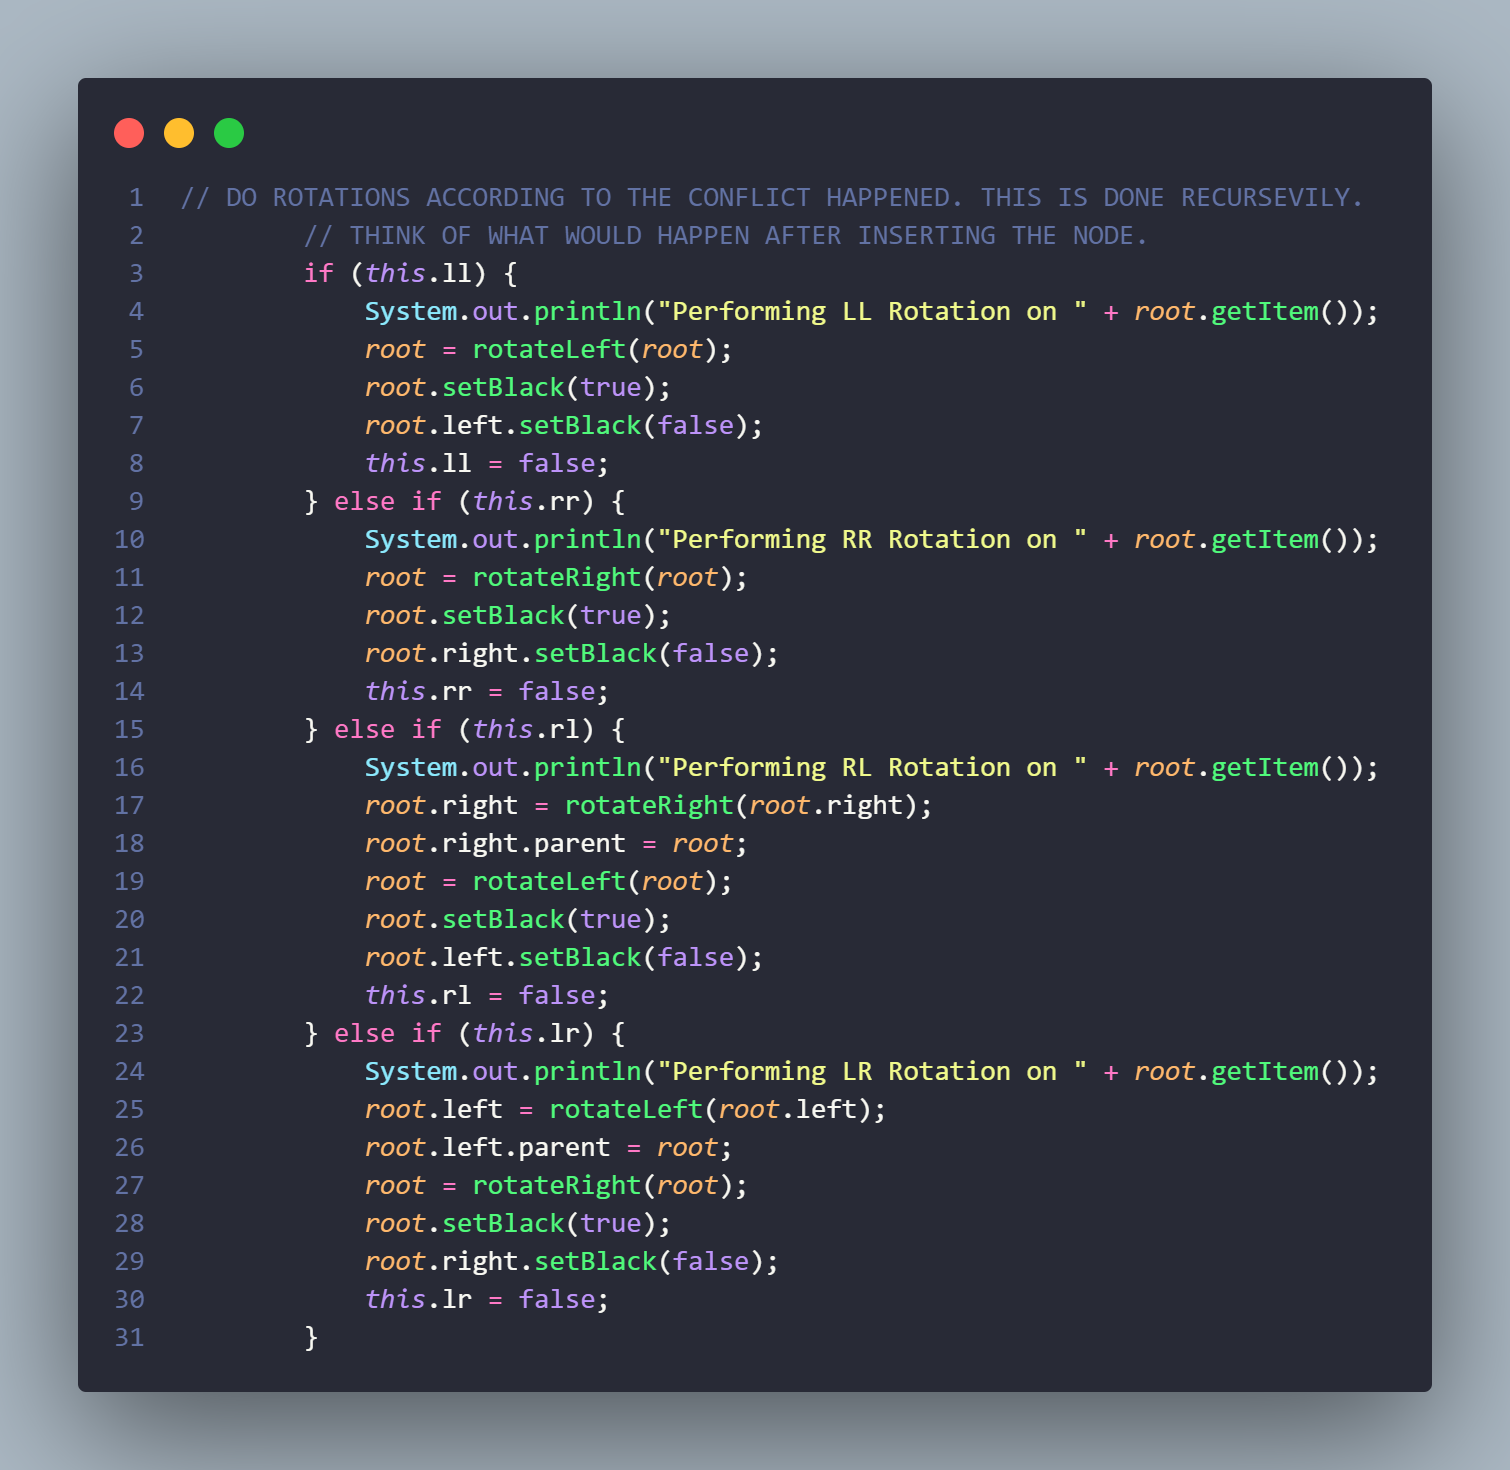 1 // DO ROTATIONS ACCORDING TO THE CONFLICT HAPPENED. THIS IS DONE RECURSEVILY.
2         // THINK OF WHAT WOULD HAPPEN AFTER INSERTING THE NODE.
3         if (this.ll) {
4             System.out.println("Performing LL Rotation on " + root.getItem());
5             root = rotateLeft(root);
6             root.setBlack(true);
7             root.left.setBlack(false);
8             this.ll = false;
9         } else if (this.rr) {
10             System.out.println("Performing RR Rotation on " + root.getItem());
11             root = rotateRight(root);
12             root.setBlack(true);
13             root.right.setBlack(false);
14             this.rr = false;
15         } else if (this.rl) {
16             System.out.println("Performing RL Rotation on " + root.getItem());
17             root.right = rotateRight(root.right);
18             root.right.parent = root;
19             root = rotateLeft(root);
20             root.setBlack(true);
21             root.left.setBlack(false);
22             this.rl = false;
23         } else if (this.lr) {
24             System.out.println("Performing LR Rotation on " + root.getItem());
25             root.left = rotateLeft(root.left);
26             root.left.parent = root;
27             root = rotateRight(root);
28             root.setBlack(true);
29             root.right.setBlack(false);
30             this.lr = false;
31         }